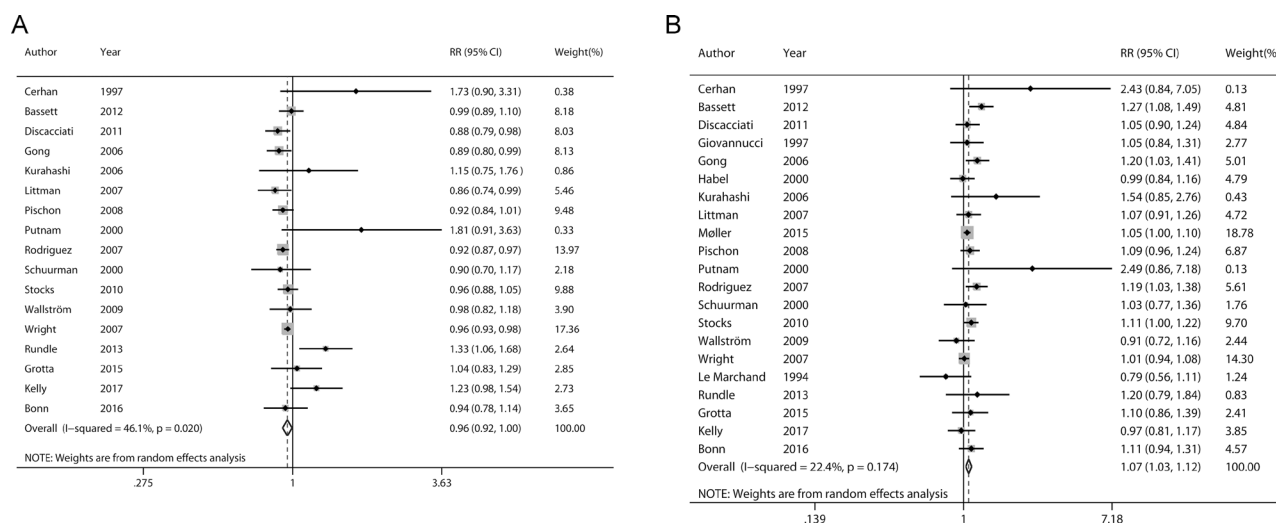 A
Author Year RR (95% CI) Weight(%)
Cerhan 1997 1.73 (0.90, 3.31) 0.38
Bassett 2012 0.99 (0.89, 1.10) 8.18
Discacciati 2011 0.88 (0.79, 0.98) 8.03
Gong 2006 0.89 (0.80, 0.99) 8.13
Kurahashi 2006 1.15 (0.75, 1.76 ) 0.86
Littman 2007 0.86 (0.74, 0.99) 5.46
Pischon 2008 0.92 (0.84, 1.01) 9.48
Putnam 2000 1.81 (0.91, 3.63) 0.33
Rodriguez 2007 0.92 (0.87, 0.97) 13.97
Schuurman 2000 0.90 (0.70, 1.17) 2.18
Stocks 2010 0.96 (0.88, 1.05) 9.88
Wallström 2009 0.98 (0.82, 1.18) 3.90
Wright 2007 0.96 (0.93, 0.98) 17.36
Rundle 2013 1.33 (1.06, 1.68) 2.64
Grotta 2015 1.04 (0.83, 1.29) 2.85
Kelly 2017 1.23 (0.98, 1.54) 2.73
Bonn 2016 0.94 (0.78, 1.14) 3.65
Overall (I−squared = 46.1%, p = 0.020) 0.96 (0.92, 1.00) 100.00
NOTE: Weights are from random effects analysis
.275 1 3.63
B
Author Year RR (95% CI) Weight(%)
Cerhan 1997 2.43 (0.84, 7.05) 0.13
Bassett 2012 1.27 (1.08, 1.49) 4.81
Discacciati 2011 1.05 (0.90, 1.24) 4.84
Giovannucci 1997 1.05 (0.84, 1.31) 2.77
Gong 2006 1.20 (1.03, 1.41) 5.01
Habel 2000 0.99 (0.84, 1.16) 4.79
Kurahashi 2006 1.54 (0.85, 2.76) 0.43
Littman 2007 1.07 (0.91, 1.26) 4.72
Møller 2015 1.05 (1.00, 1.10) 18.78
Pischon 2008 1.09 (0.96, 1.24) 6.87
Putnam 2000 2.49 (0.86, 7.18) 0.13
Rodriguez 2007 1.19 (1.03, 1.38) 5.61
Schuurman 2000 1.03 (0.77, 1.36) 1.76
Stocks 2010 1.11 (1.00, 1.22) 9.70
Wallström 2009 0.91 (0.72, 1.16) 2.44
Wright 2007 1.01 (0.94, 1.08) 14.30
Le Marchand 1994 0.79 (0.56, 1.11) 1.24
Rundle 2013 1.20 (0.79, 1.84) 0.83
Grotta 2015 1.10 (0.86, 1.39) 2.41
Kelly 2017 0.97 (0.81, 1.17) 3.85
Bonn 2016 1.11 (0.94, 1.31) 4.57
Overall (I−squared = 22.4%, p = 0.174) 1.07 (1.03, 1.12) 100.00
NOTE: Weights are from random effects analysis
.139 1 7.18